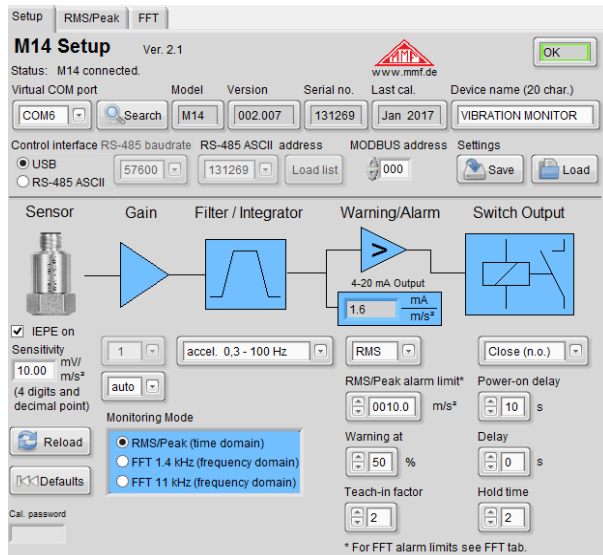 Setup RMS/Peak FFT
M14 Setup Ver. 2.1
MMF
www.mmf.de
OK
Status: M14 connected.
Virtual COM port Model Version Serial no. Last cal. Device name (20 char.)
COM6 Search M14 002.007 131269 Jan 2017 VIBRATION MONITOR
Control interface RS-485 baudrate RS-485 ASCII address MODBUS address Settings
USB
RS-485 ASCII
57600 131269 Load list 000 Save Load
Sensor Gain Filter / Integrator Warning/Alarm Switch Output
>
4-20 mA Output
1.6 mA
m/s²
IEPE on
Sensitivity
10.00 mV/
m/s²
(4 digits and
decimal point)
1 accel. 0,3 - 100 Hz RMS Close (n.o.)
auto
RMS/Peak alarm limit* Power-on delay
0010.0 m/s² 10 s
Monitoring Mode
RMS/Peak (time domain)
FFT 1.4 kHz (frequency domain)
FFT 11 kHz (frequency domain)
Warning at Delay
50 % 0 s
Reload
Defaults
Teach-in factor Hold time
2 2
Cal. password
* For FFT alarm limits see FFT tab.